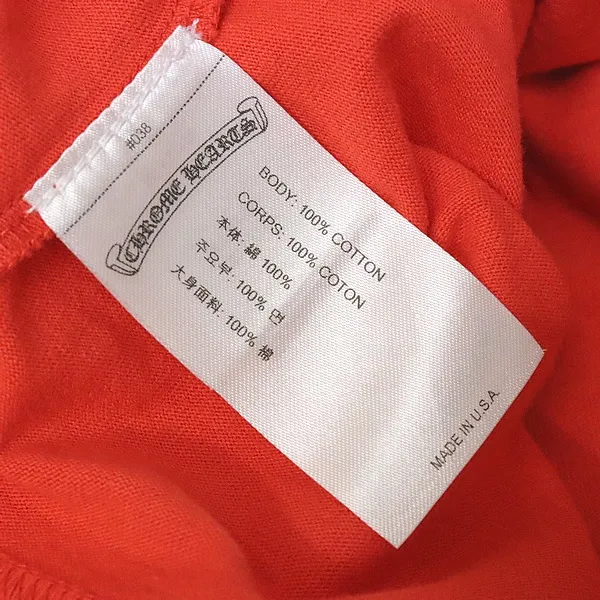 #038
CHROME HEARTS
BODY: 100% COTTON
CORPS: 100% COTON
本体: 綿 100%
주요부: 100% 면
大身面料: 100% 棉
MADE IN U.S.A.